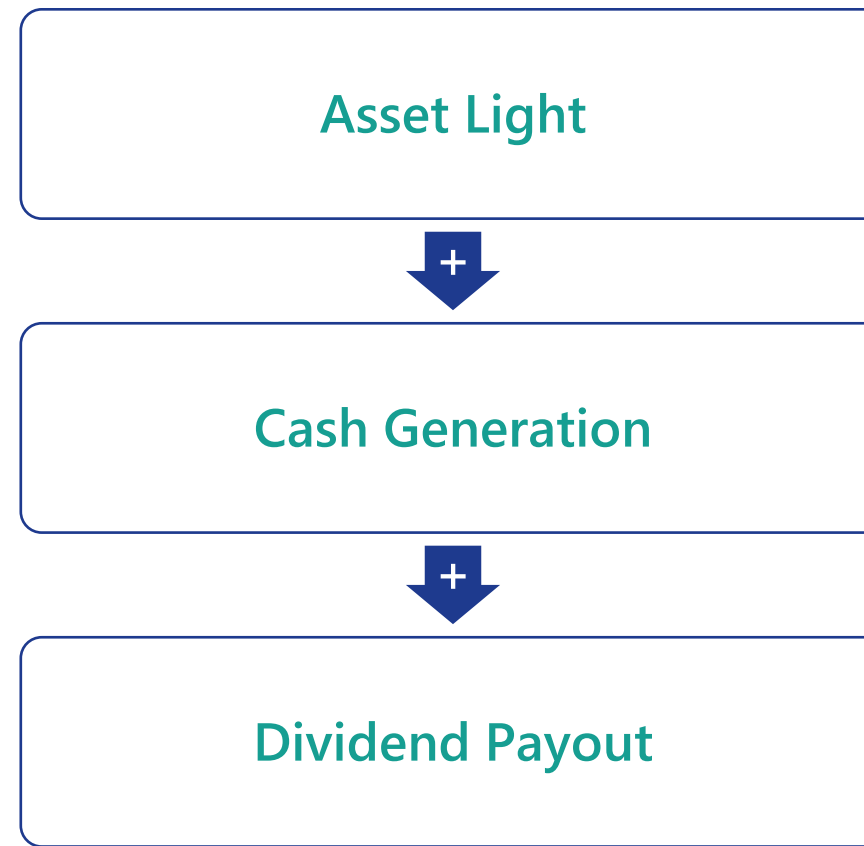 Asset Light
+
Cash Generation
+
Dividend Payout